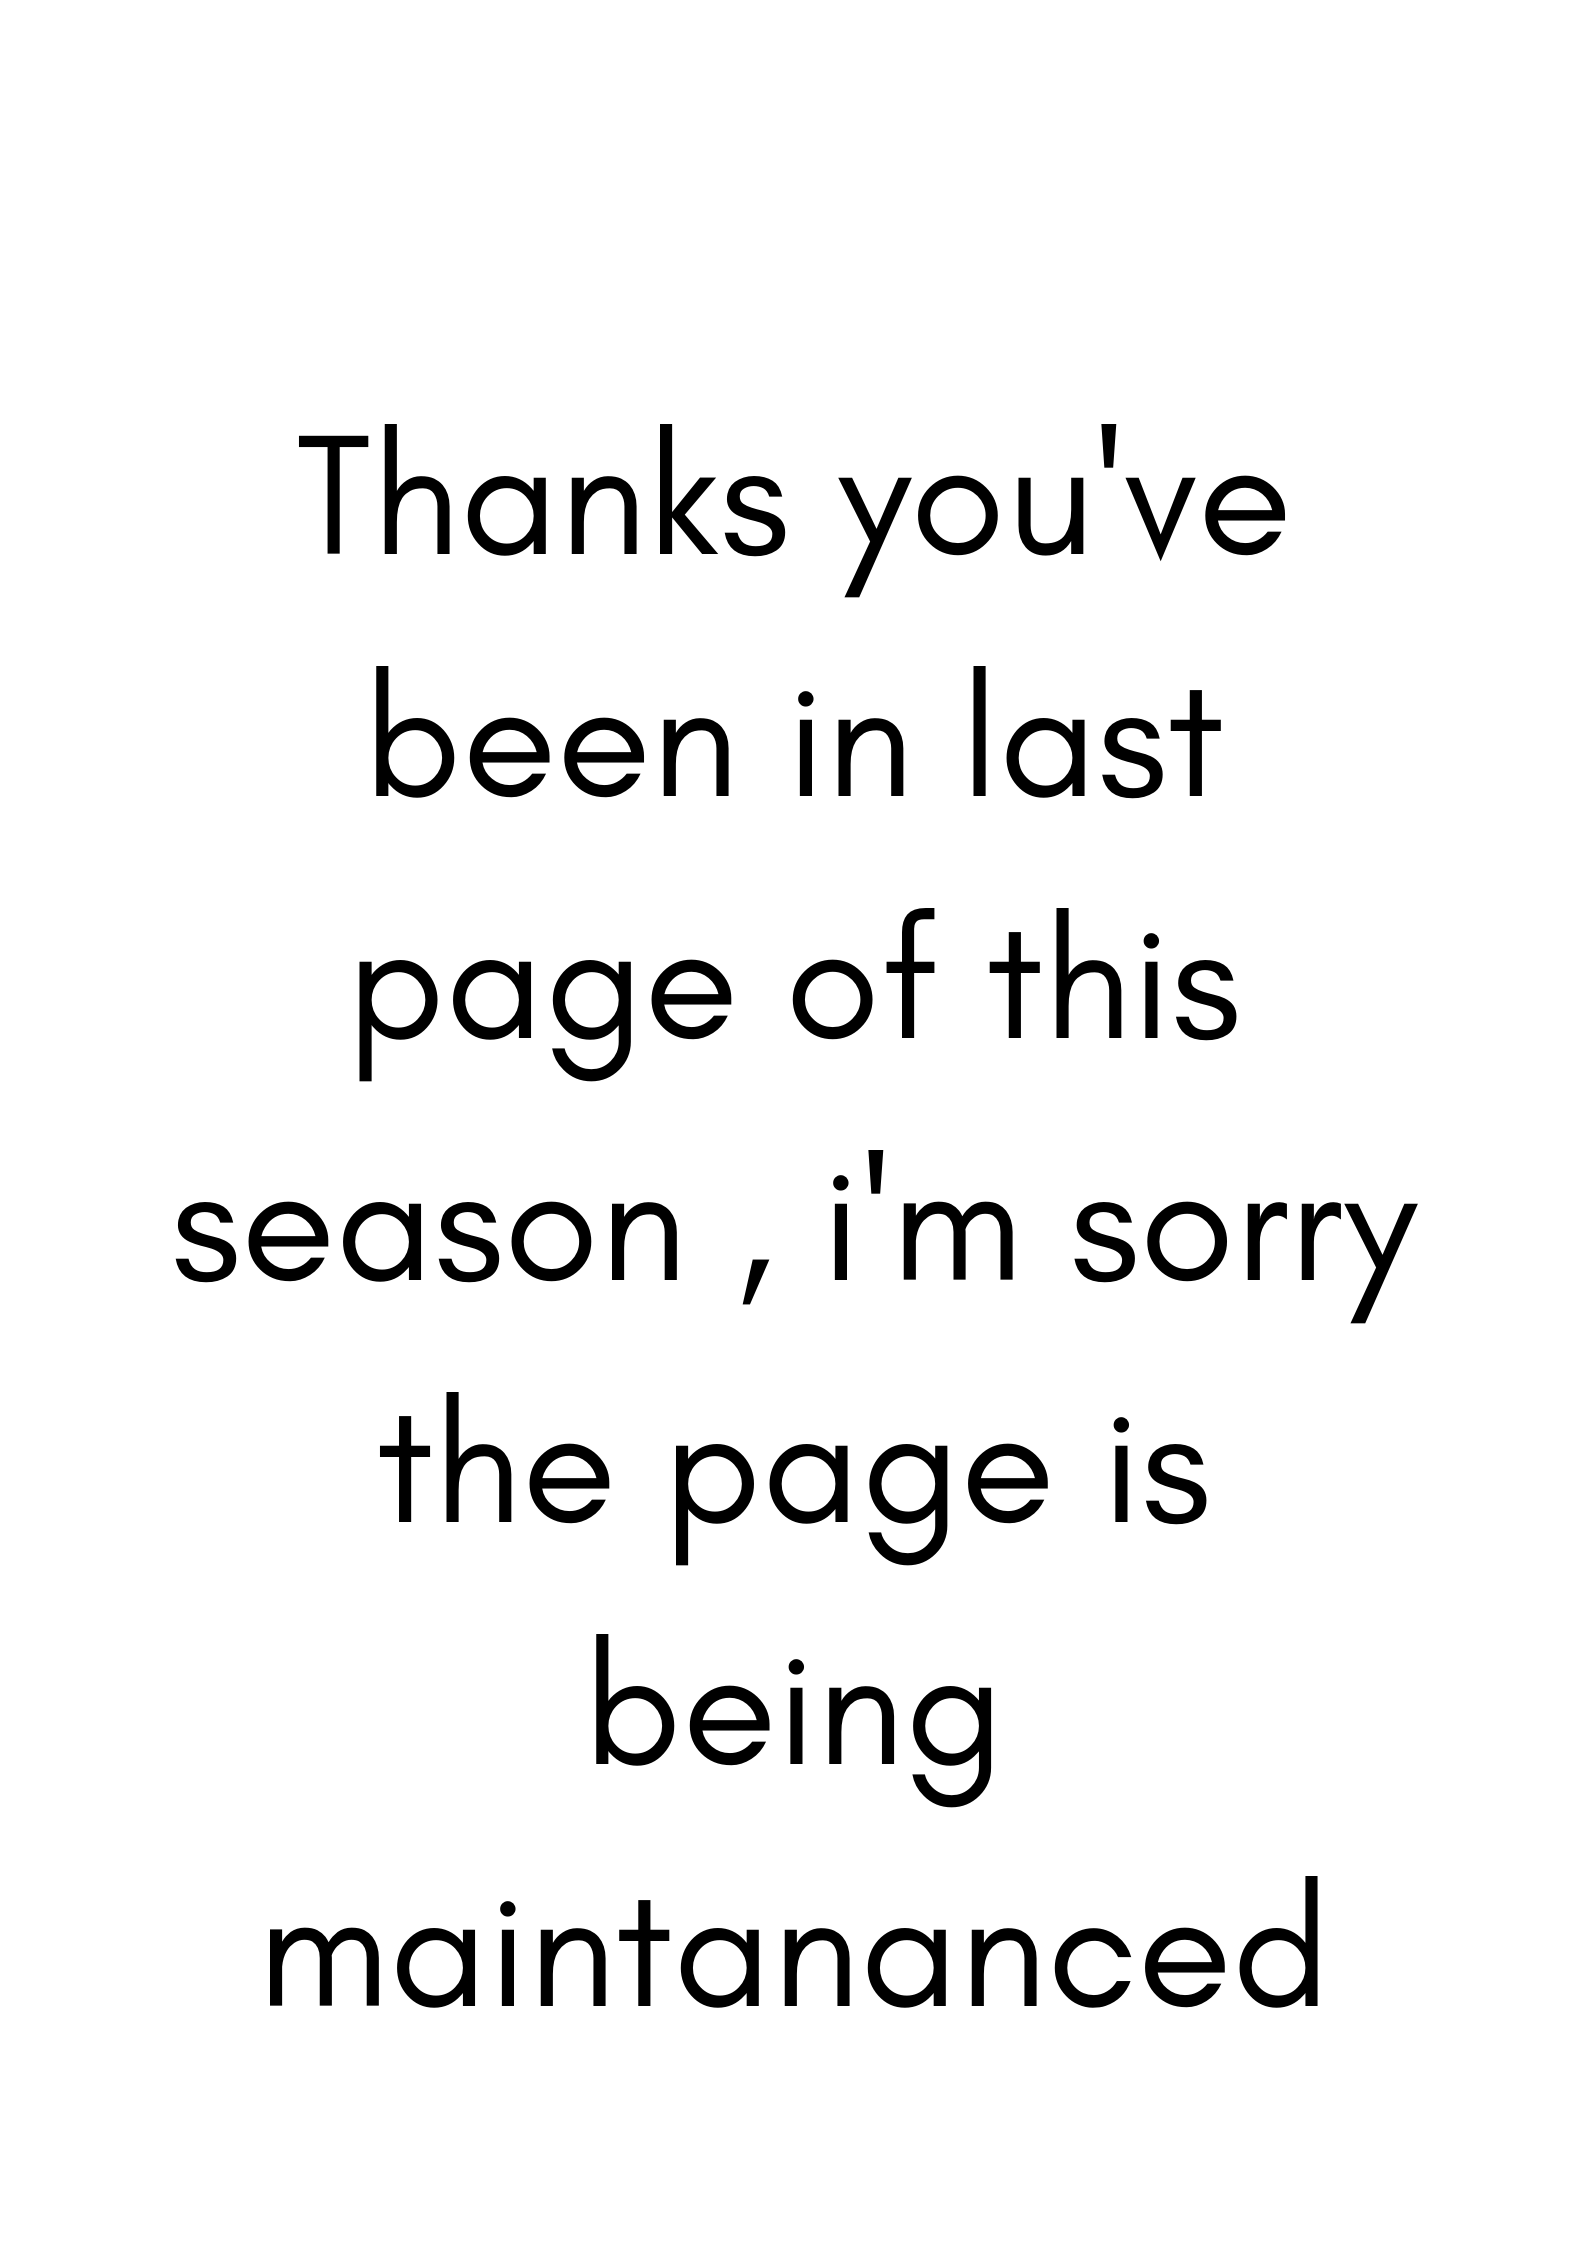 Thanks you've
been in last
page of this
season , i'm sorry
the page is
being
maintananced